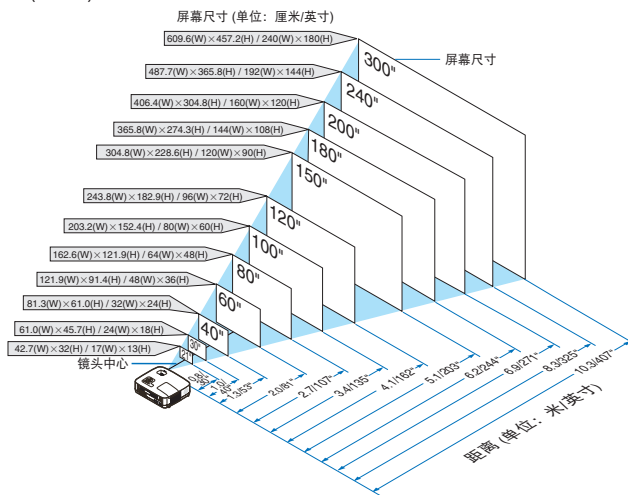 屏幕尺寸 (单位：厘米/英寸)
609.6(W)×457.2(H) / 240(W)×180(H)
屏幕尺寸
300"
487.7(W)×365.8(H) / 192(W)×144(H)
240"
406.4(W)×304.8(H) / 160(W)×120(H)
200"
365.8(W)×274.3(H) / 144(W)×108(H)
180"
304.8(W)×228.6(H) / 120(W)×90(H)
150"
243.8(W)×182.9(H) / 96(W)×72(H)
120"
203.2(W)×152.4(H) / 80(W)×60(H)
100"
162.6(W)×121.9(H) / 64(W)×48(H)
80"
121.9(W)×91.4(H) / 48(W)×36(H)
60"
81.3(W)×61.0(H) / 32(W)×24(H)
40"
61.0(W)×45.7(H) / 24(W)×18(H)
30"
42.7(W)×32(H) / 17(W)×13(H)
21"
镜头中心
1.0/
40"
1.3/53"
2.0/81"
2.7/107"
3.4/135"
4.1/162"
5.1/203"
6.2/244"
6.9/271"
8.3/325"
10.3/407"
距离 (单位：米/英寸)